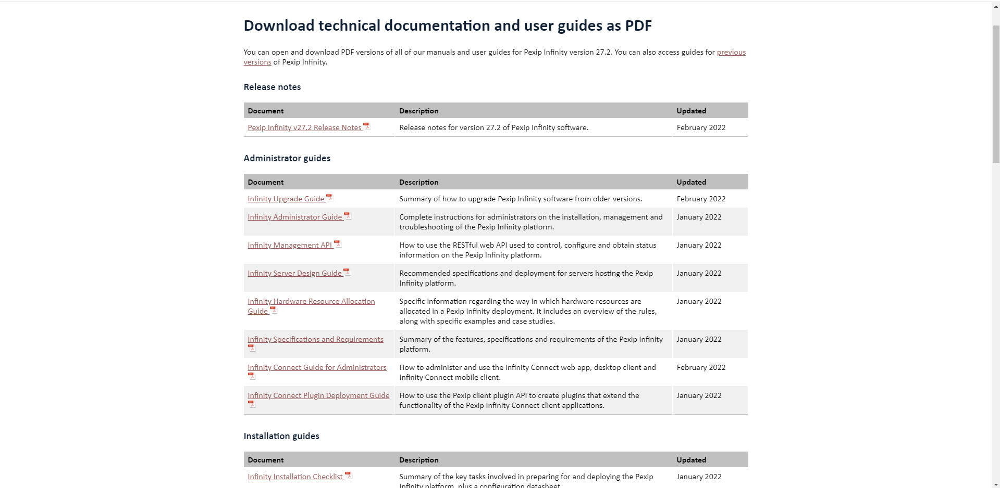 Download technical documentation and user guides as PDF
You can open and download PDF versions of all of our manuals and user guides for Pexip Infinity version 27.2. You can also access guides for previous
versions of Pexip Infinity.
Release notes
Document Description Updated
Pexip Infinity v27.2 Release Notes Release notes for version 27.2 of Pexip Infinity software. February 2022
Administrator guides
Document Description Updated
Infinity Upgrade Guide Summary of how to upgrade Pexip Infinity software from older versions. February 2022
Infinity Administrator Guide Complete instructions for administrators on the installation, management and January 2022
troubleshooting of the Pexip Infinity platform.
Infinity Management API How to use the RESTful web API used to control, configure and obtain status January 2022
information on the Pexip Infinity platform.
Infinity Server Design Guide Recommended specifications and deployment for servers hosting the Pexip January 2022
Infinity platform.
Infinity Hardware Resource Allocation Specific information regarding the way in which hardware resources are January 2022
Guide allocated in a Pexip Infinity deployment. It includes an overview of the rules,
along with specific examples and case studies.
Infinity Specifications and Requirements Summary of the features, specifications and requirements of the Pexip Infinity January 2022
platform.
Infinity Connect Guide for Administrators How to administer and use the Infinity Connect web app, desktop client and February 2022
Infinity Connect mobile client.
Infinity Connect Plugin Deployment Guide How to use the Pexip client plugin API to create plugins that extend the January 2022
functionality of the Pexip Infinity Connect client applications.
Installation guides
Document Description Updated
Infinity Installation Checklist Summary of the key tasks involved in preparing for and deploying the Pexip January 2022
Infinity platform, plus a configuration datasheet.